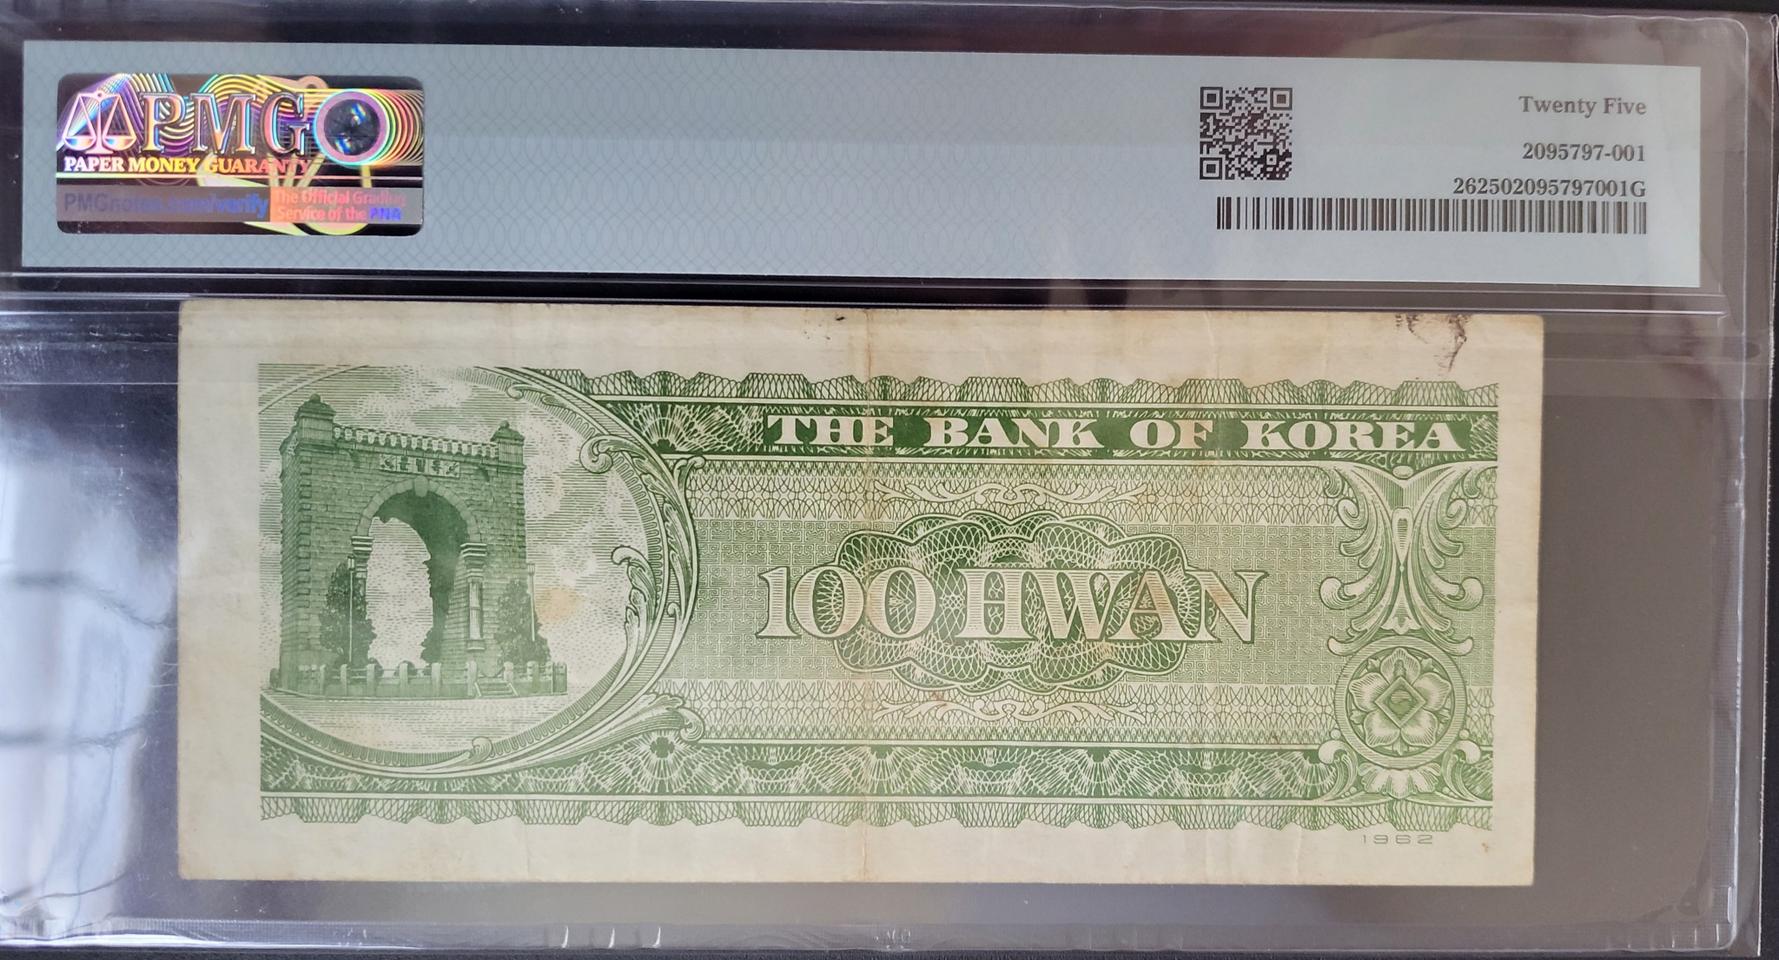 PMG
PAPER MONEY GUARANTY
PMGnotes.com/verify
The Official Grading
Service of the PNA
Twenty Five
2095797-001
262502095797001G
THE BANK OF KOREA
100 HWAN
1962